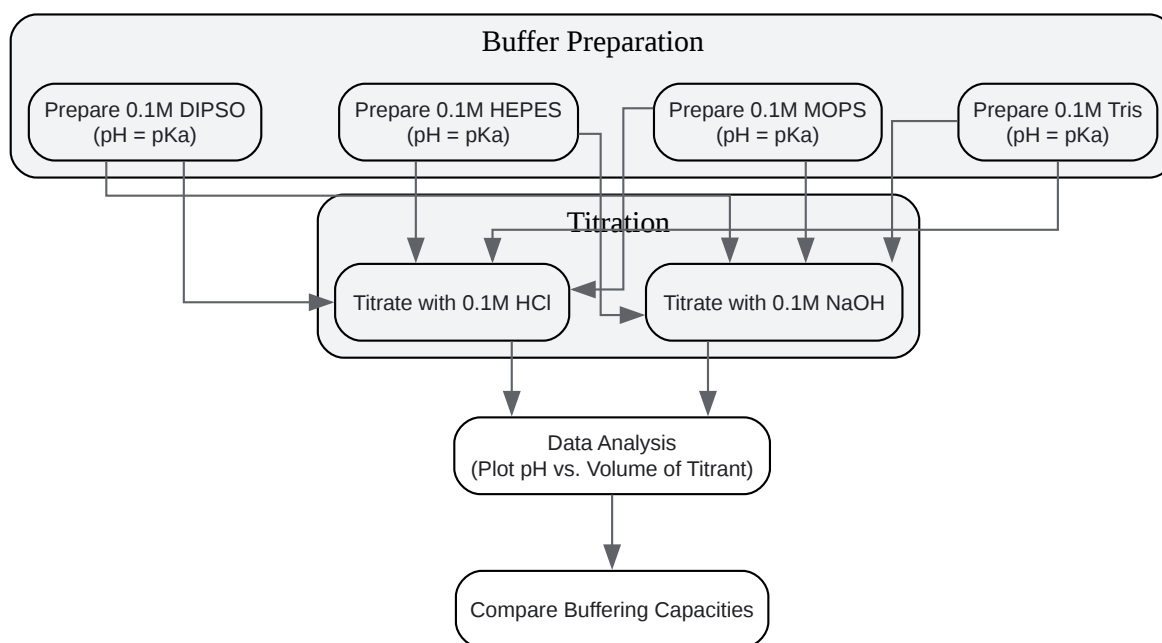 Buffer Preparation
Prepare 0.1M DIPSO
(pH = pKa)
Prepare 0.1M HEPES
(pH = pKa)
Prepare 0.1M MOPS
(pH = pKa)
Prepare 0.1M Tris
(pH = pKa)
Titration
Titrate with 0.1M HCl
Titrate with 0.1M NaOH
Data Analysis
(Plot pH vs. Volume of Titrant)
Compare Buffering Capacities